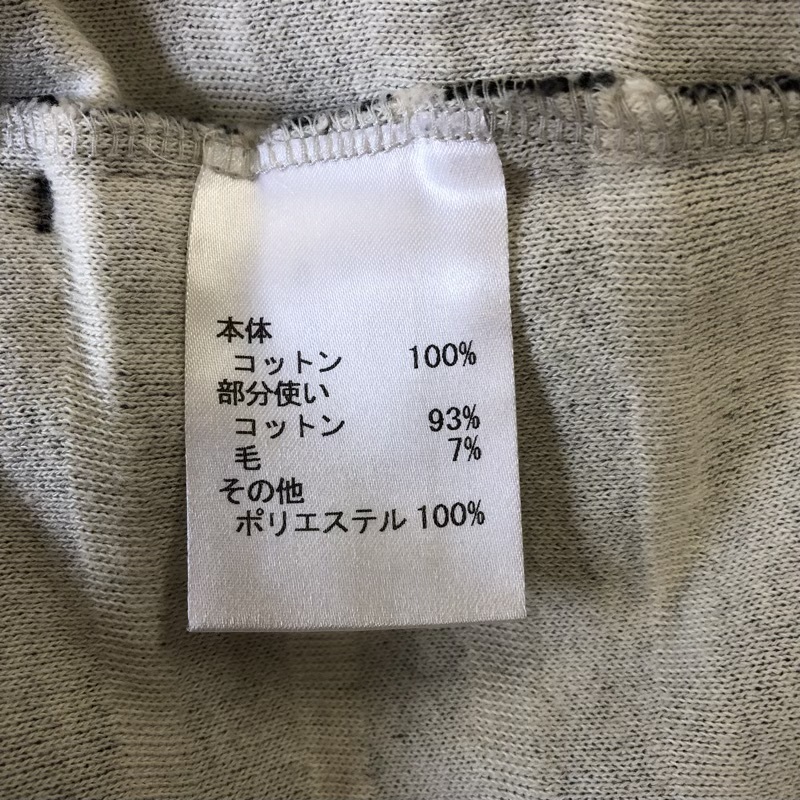 本体
コットン 100%
部分使い
コットン 93%
毛 7%
その他
ポリエステル 100%